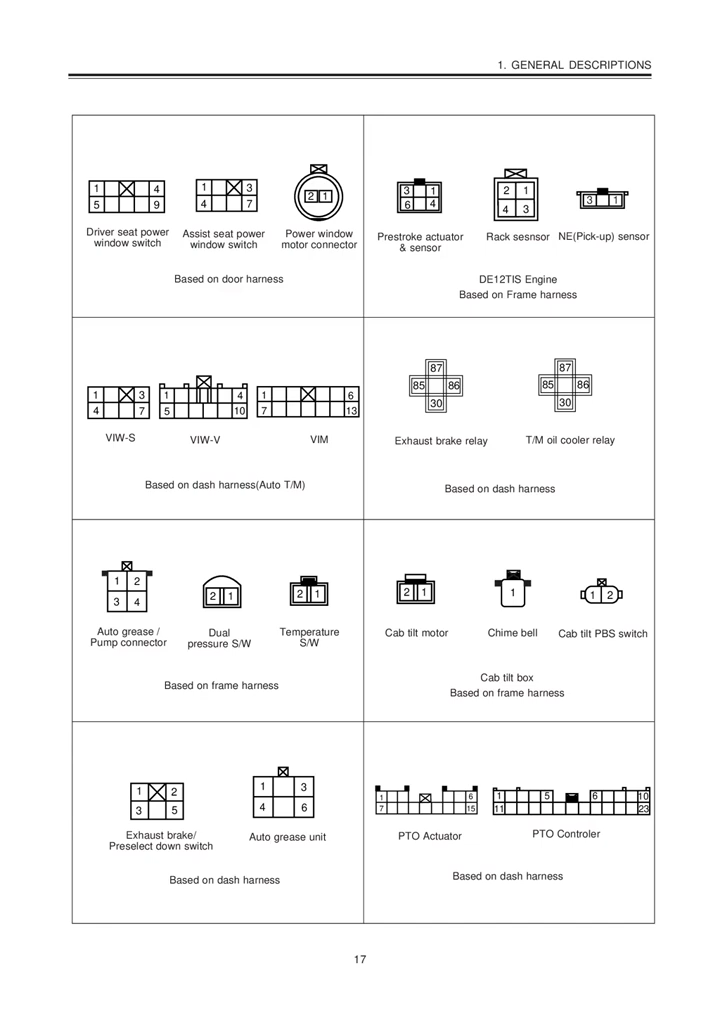 1. GENERAL DESCRIPTIONS
1 4
5 9
Driver seat power
window switch
1 3
4 7
Assist seat power
window switch
2 1
Power window
motor connector
Based on door harness
3 1
6 4
Prestroke actuator
& sensor
2 1
4 3
Rack sesnsor
3 1
NE(Pick-up) sensor
DE12TIS Engine
Based on Frame harness
1 3
4 7
VIW-S
1 4
5 10
VIW-V
1 6
7 13
VIM
Based on dash harness(Auto T/M)
87
85 86
30
Exhaust brake relay
87
85 86
30
T/M oil cooler relay
Based on dash harness
1 2
3 4
Auto grease /
Pump connector
2 1
Dual
pressure S/W
2 1
Temperature
S/W
Based on frame harness
2 1
Cab tilt motor
1
Chime bell
1 2
Cab tilt PBS switch
Cab tilt box
Based on frame harness
1 2
3 5
Exhaust brake/
Preselect down switch
1 3
4 6
Auto grease unit
Based on dash harness
1 6
7 15
PTO Actuator
1 5 6 10
11 23
PTO Controler
Based on dash harness
17